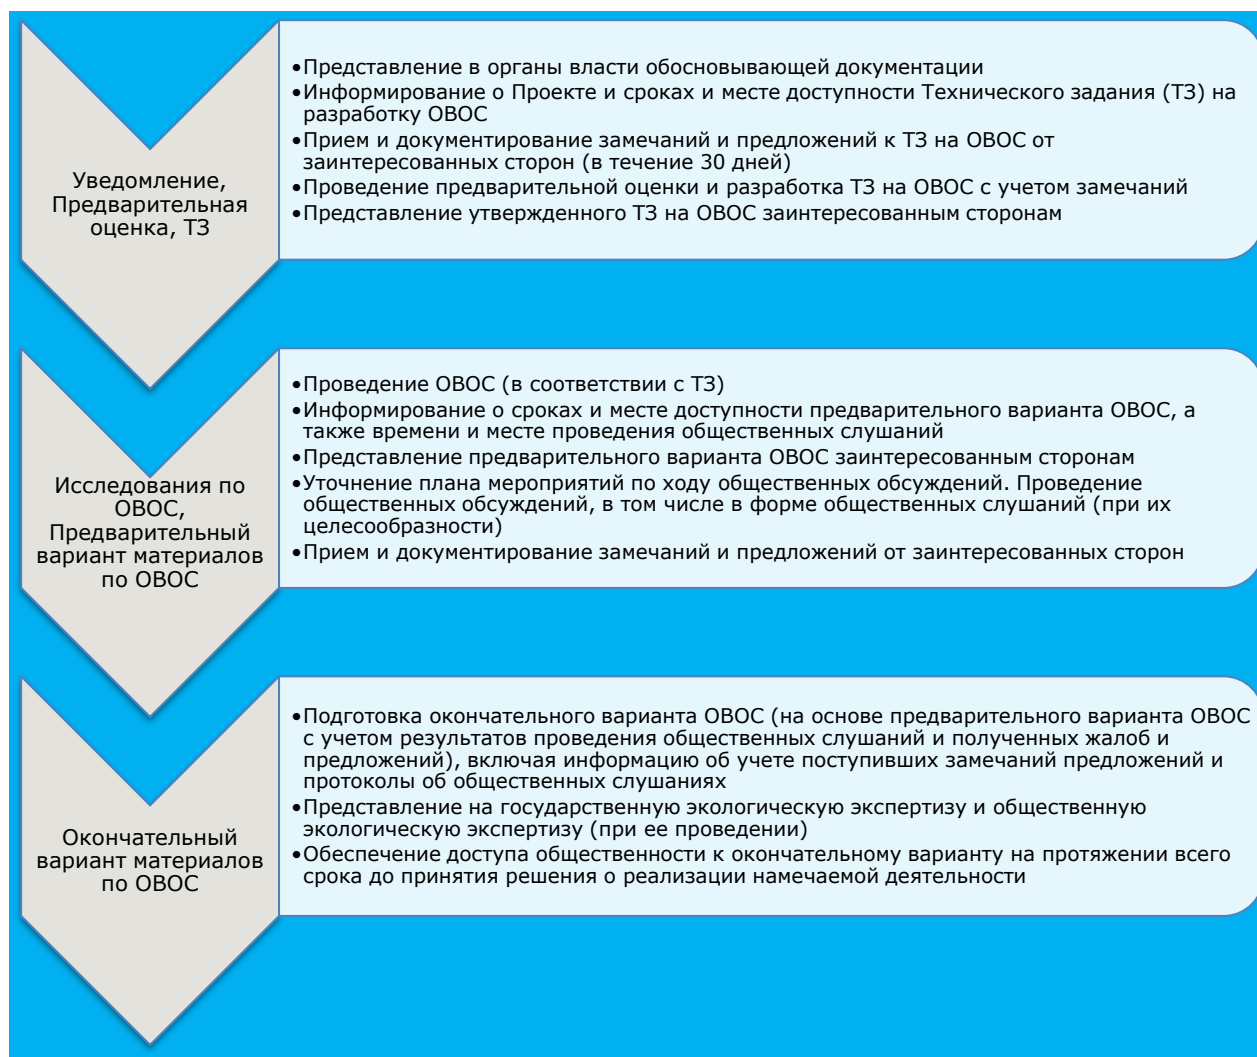 Уведомление,
Предварительная
оценка, ТЗ
•Представление в органы власти обосновывающей документации
•Информирование о Проекте и сроках и месте доступности Технического задания (ТЗ) на
разработку ОВОС
•Прием и документирование замечаний и предложений к ТЗ на ОВОС от
заинтересованных сторон (в течение 30 дней)
•Проведение предварительной оценки и разработка ТЗ на ОВОС с учетом замечаний
•Представление утвержденного ТЗ на ОВОС заинтересованным сторонам
Исследования по
ОВОС,
Предварительный
вариант материалов
по ОВОС
•Проведение ОВОС (в соответствии с ТЗ)
•Информирование о сроках и месте доступности предварительного варианта ОВОС, а
также времени и месте проведения общественных слушаний
•Представление предварительного варианта ОВОС заинтересованным сторонам
•Уточнение плана мероприятий по ходу общественных обсуждений. Проведение
общественных обсуждений, в том числе в форме общественных слушаний (при их
целесообразности)
•Прием и документирование замечаний и предложений от заинтересованных сторон
Окончательный
вариант материалов
по ОВОС
•Подготовка окончательного варианта ОВОС (на основе предварительного варианта ОВОС
с учетом результатов проведения общественных слушаний и полученных жалоб и
предложений), включая информацию об учете поступивших замечаний предложений и
протоколы об общественных слушаниях
•Представление на государственную экологическую экспертизу и общественную
экологическую экспертизу (при ее проведении)
•Обеспечение доступа общественности к окончательному варианту на протяжении всего
срока до принятия решения о реализации намечаемой деятельности